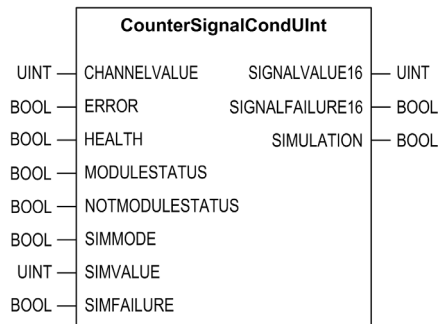 CounterSignalCondUInt
UINT CHANNELVALUE SIGNALVALUE16 UINT
BOOL ERROR SIGNALFAILURE16 BOOL
BOOL HEALTH SIMULATION BOOL
BOOL MODULESTATUS
BOOL NOTMODULESTATUS
BOOL SIMMODE
UINT SIMVALUE
BOOL SIMFAILURE